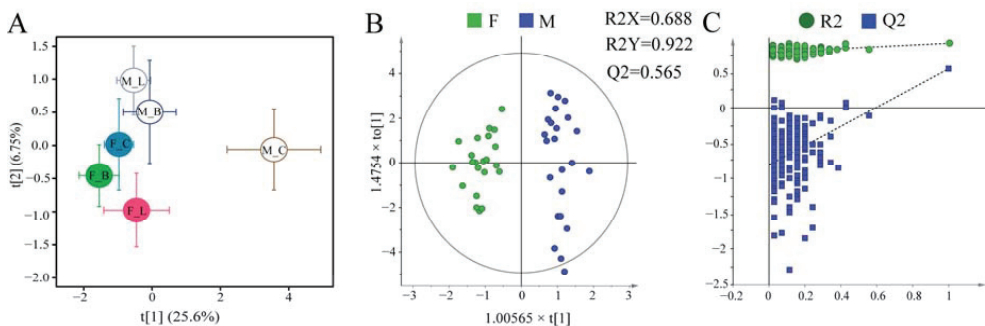 A
1.5
1.0
0.5
0.0
−0.5
−1.0
−1.5
−2.0
M_L
M_B
F_C
M_C
F_B
F_L
−2
0
2
4
t[2] (6.75%)
t[1] (25.6%)
B
F M
R2X=0.688
R2Y=0.922
Q2=0.565
4
2
0
−2
−4
−3 −2 −1 0 1 2 3
1.4754 × to[1]
1.00565 × t[1]
C
R2 Q2
0.5
0
−0.5
−1
−1.5
−2
−2.5
−0.2 0 0.2 0.4 0.6 0.8 1